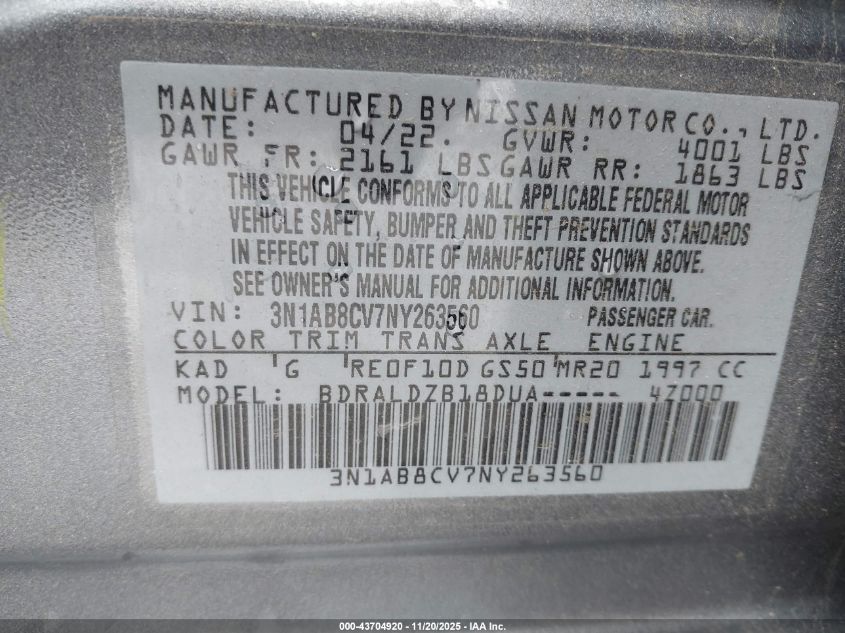 MANUFACTURED BY NISSAN MOTOR CO., LTD.
DATE: 04/22. GVWR: 4001 LBS
GAWR FR: 2161 LBS GAWR RR: 1863 LBS
THIS VEHICLE CONFORMS TO ALL APPLICABLE FEDERAL MOTOR
VEHICLE SAFETY, BUMPER AND THEFT PREVENTION STANDARDS
IN EFFECT ON THE DATE OF MANUFACTURE SHOWN ABOVE.
SEE OWNER'S MANUAL FOR ADDITIONAL INFORMATION.
VIN: 3N1AB8CV7NY263560 PASSENGER CAR.
COLOR TRIM TRANS AXLE ENGINE
KAD G RE0F10D GS50 MR20 1997 CC
MODEL: BDRALDZB18DUA----- 4Z000
3N1AB8CV7NY263560
000-43704920 - 11/20/2025 - IAA Inc.